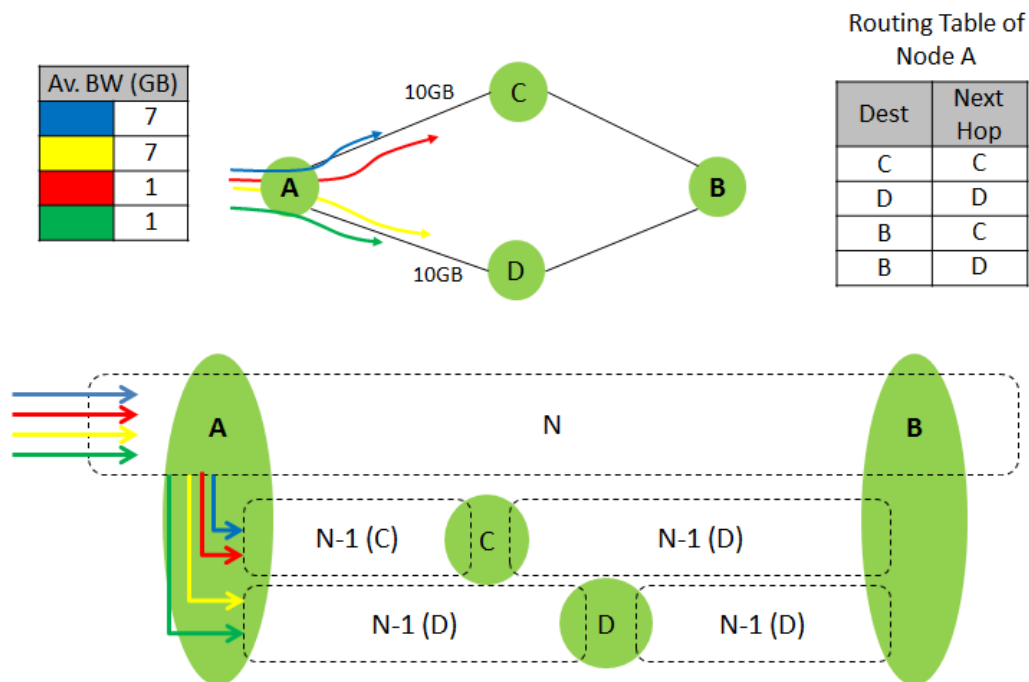 Routing Table of
Node A
Av. BW (GB)
7
7
1
1
10GB
C
A
B
10GB
D
Dest Next Hop
C C
D D
B C
B D
A
N
B
N-1 (C)
C
N-1 (D)
N-1 (D)
D
N-1 (D)